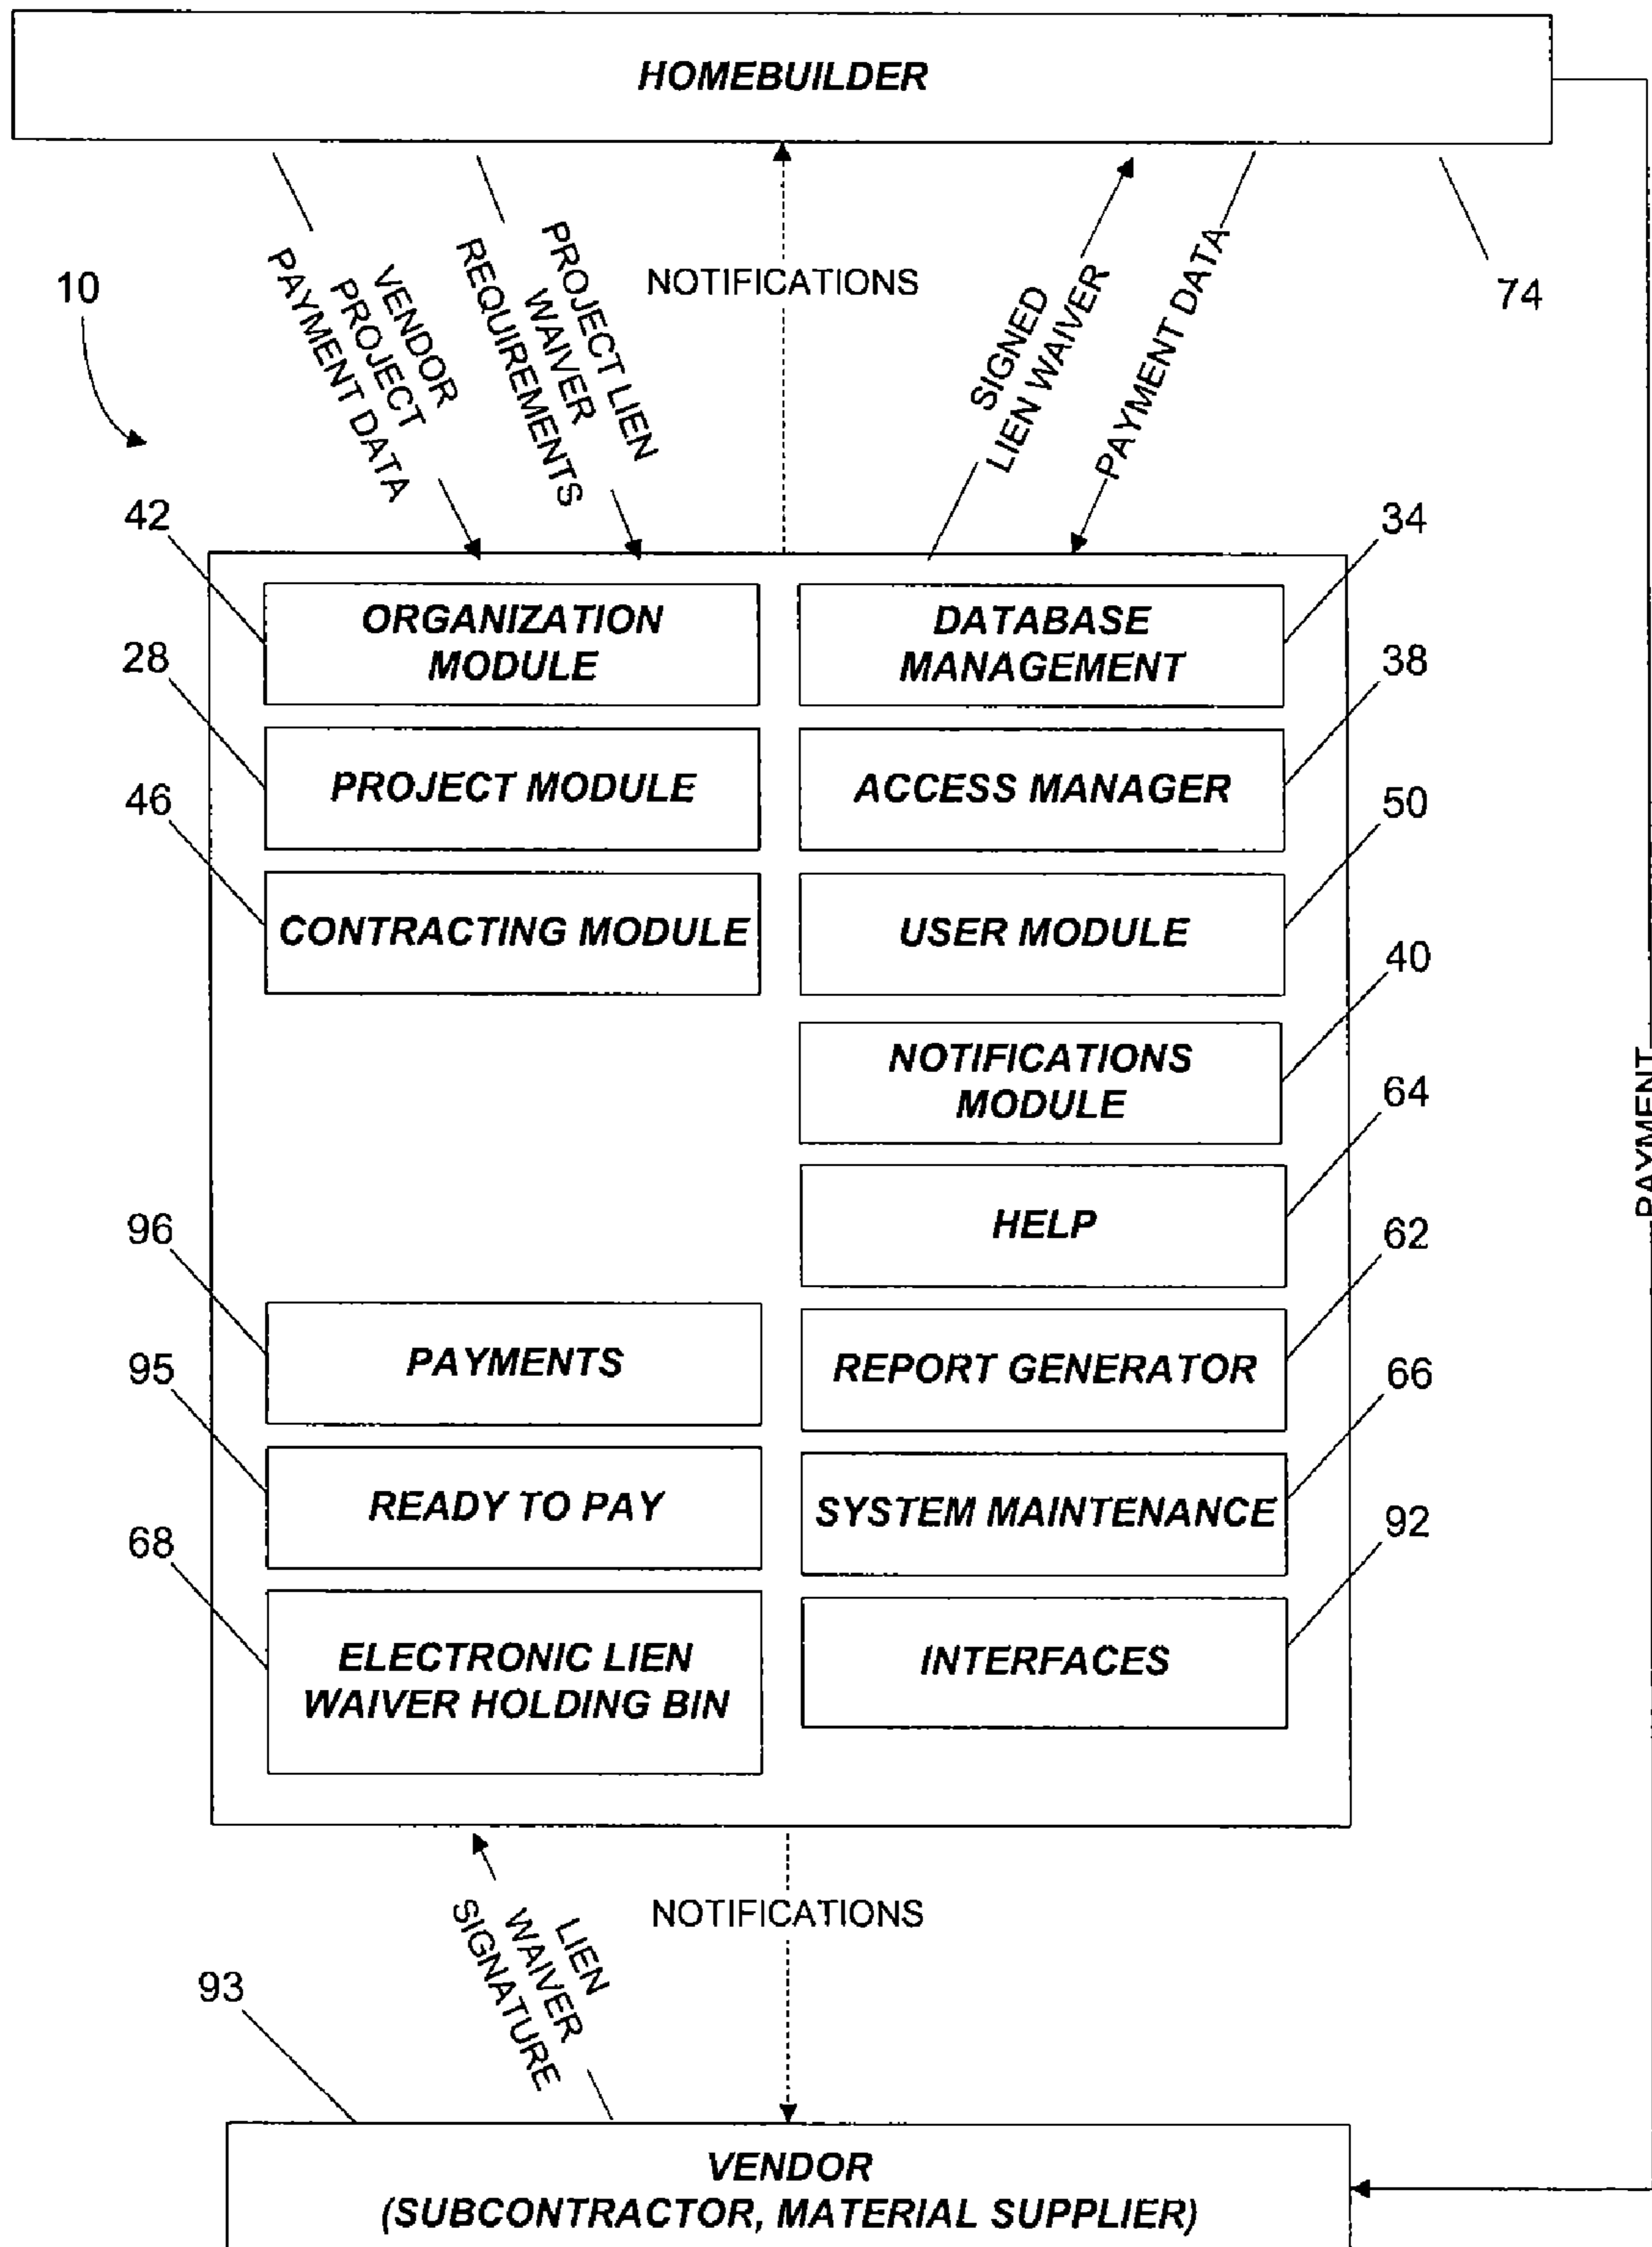 HOMEBUILDER
VENDOR
PROJECT
PAYMENT DATA
PROJECT LIEN
WAIVER
REQUIREMENTS
NOTIFICATIONS
SIGNED
LIEN WAIVER
PAYMENT DATA
74
10
42
ORGANIZATION
MODULE
DATABASE
MANAGEMENT
34
28
PROJECT MODULE
ACCESS MANAGER
38
46
CONTRACTING MODULE
USER MODULE
50
NOTIFICATIONS
MODULE
40
HELP
64
PAYMENT
96
PAYMENTS
REPORT GENERATOR
62
95
READY TO PAY
SYSTEM MAINTENANCE
66
68
ELECTRONIC LIEN
WAIVER HOLDING BIN
INTERFACES
92
LIEN
WAIVER
SIGNATURE
NOTIFICATIONS
93
VENDOR
(SUBCONTRACTOR, MATERIAL SUPPLIER)